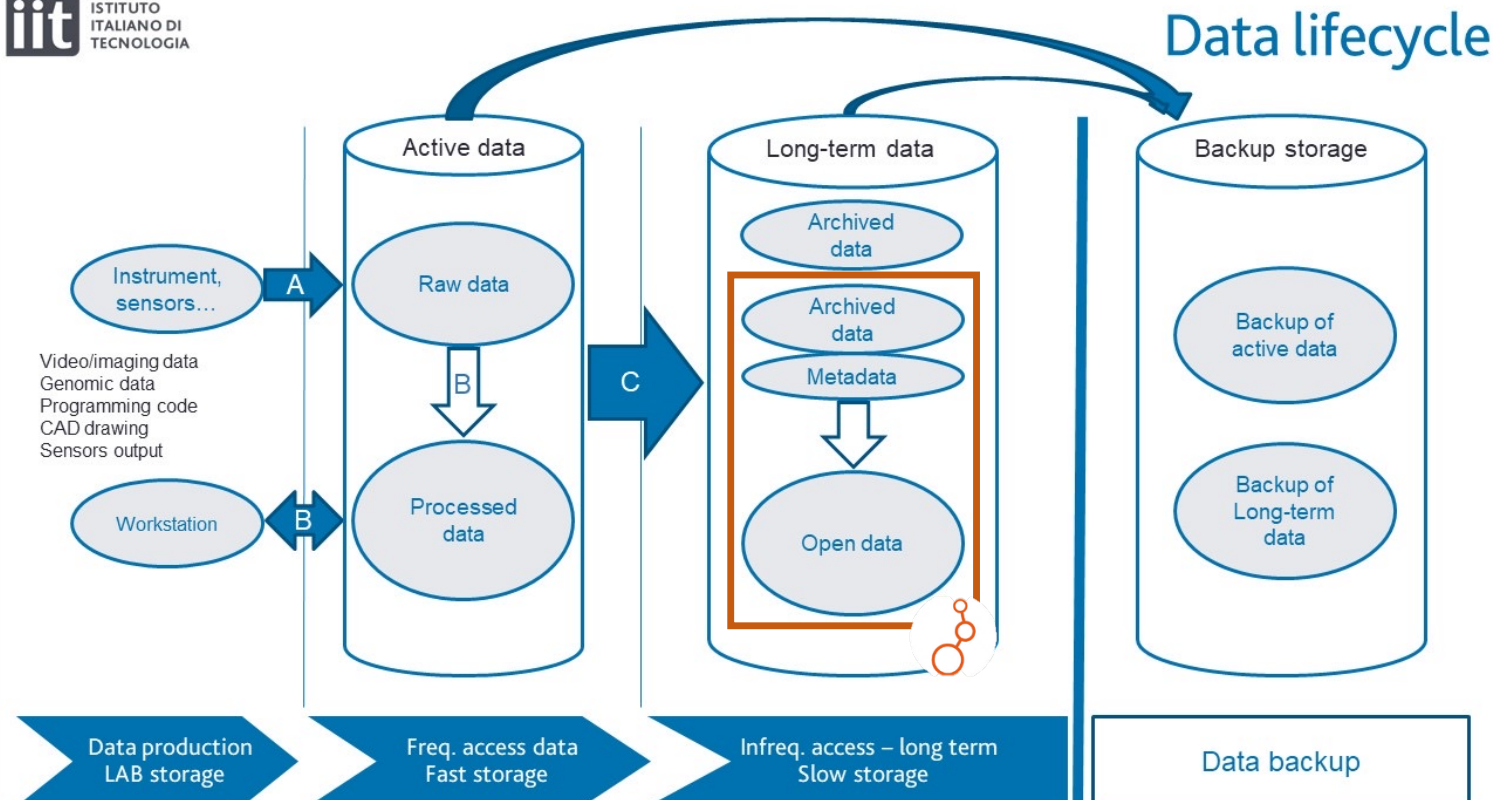 iit
ISTITUTO
ITALIANO DI
TECNOLOGIA
Data lifecycle
Active data
Long-term data
Backup storage
Instrument,
sensors…
A
Raw data
Archived
data
Archived
data
Metadata
Video/imaging data
Genomic data
Programming code
CAD drawing
Sensors output
B
C
Workstation
B
Processed
data
Open data
Backup of
active data
Backup of
Long-term
data
Data production
LAB storage
Freq. access data
Fast storage
Infreq. access – long term
Slow storage
Data backup